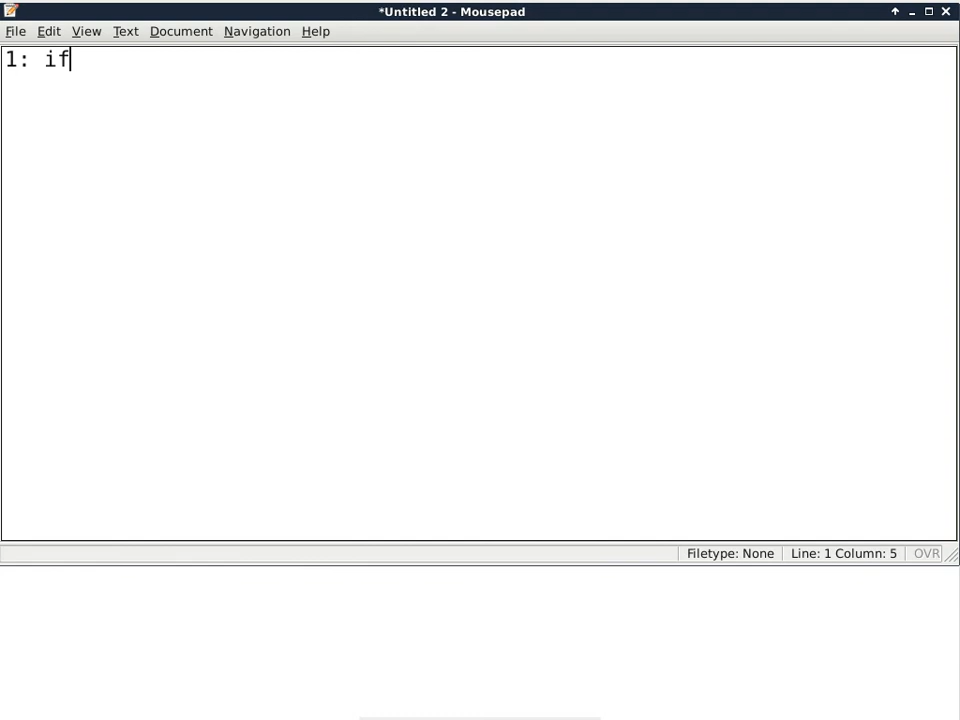 *Untitled 2 - Mousepad
File Edit View Text Document Navigation Help
1: if
Filetype: None Line: 1 Column: 5 OVR